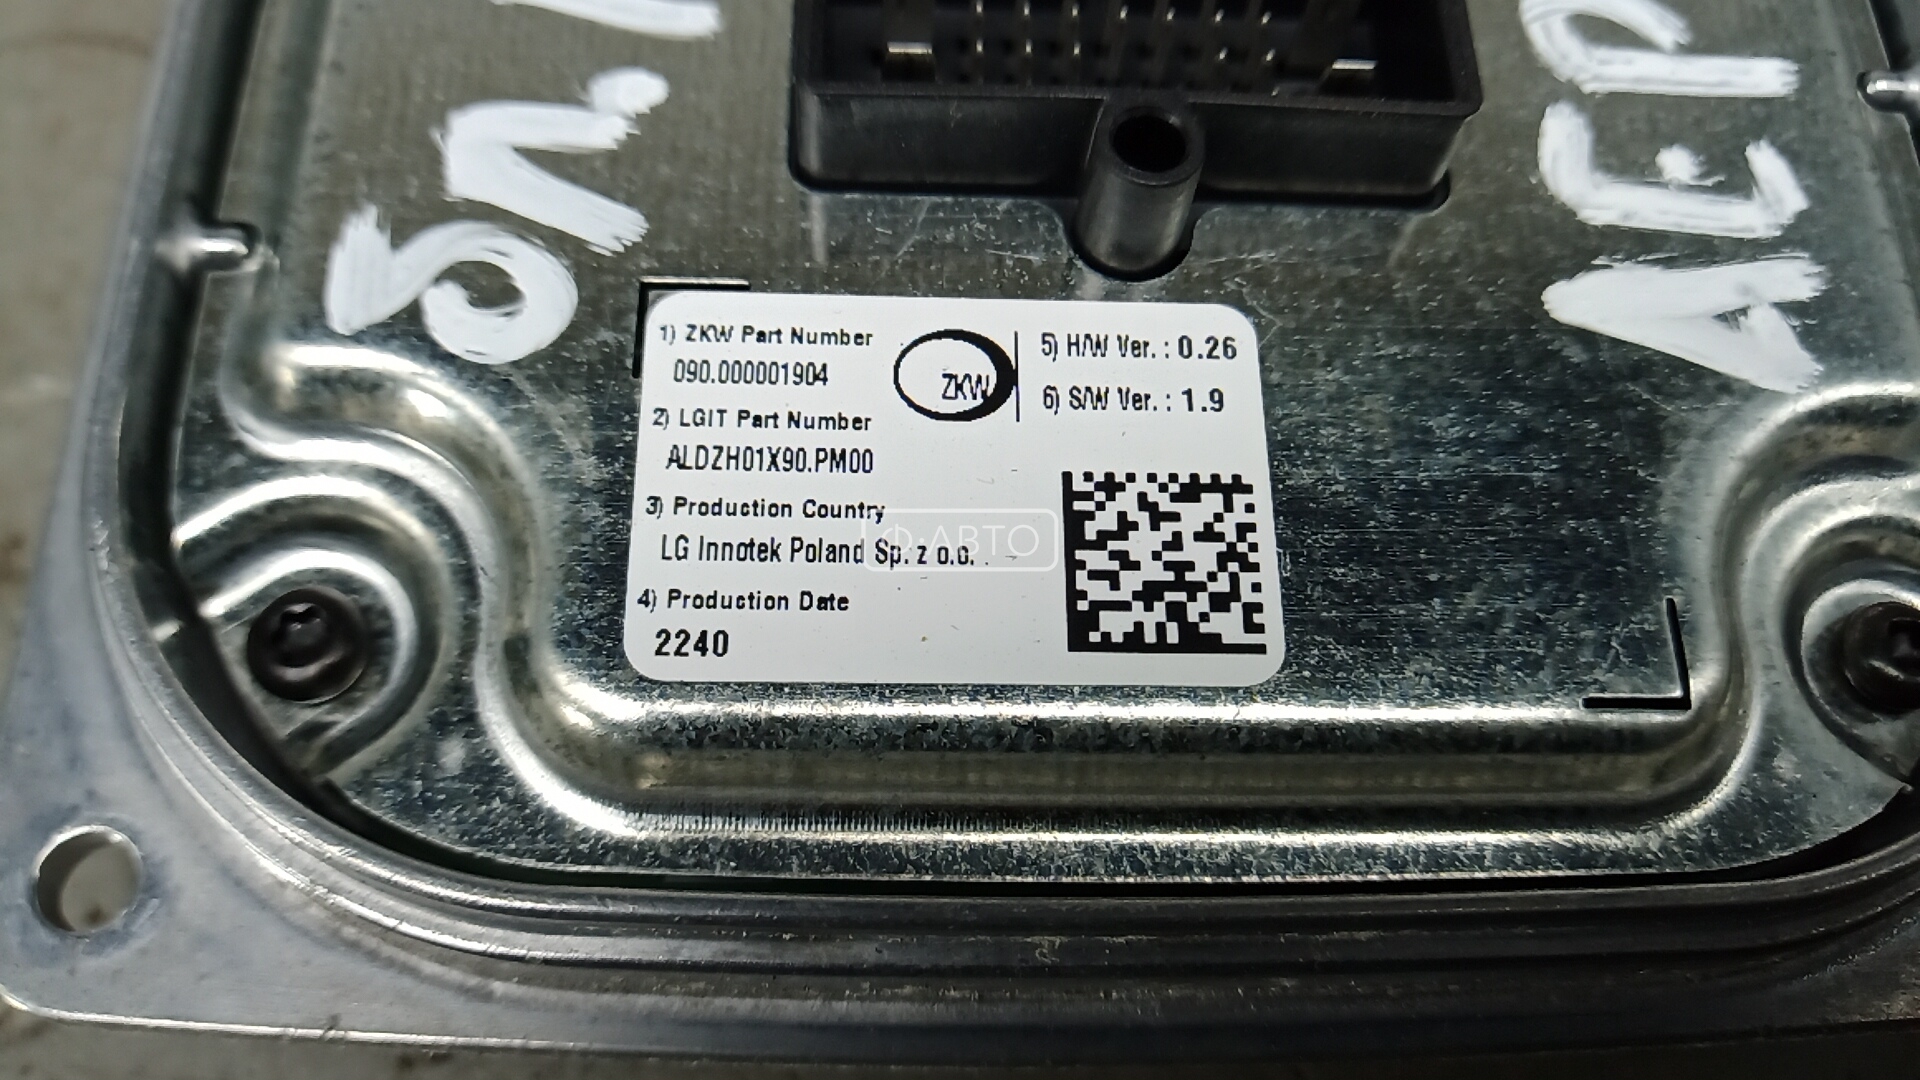 1) ZKW Part Number
090.000001904
2) LGIT Part Number
ALDZH01X90.PM00
3) Production Country
LG Innotek Poland Sp. z o.o.
4) Production Date
2240
ZKW
5) H/W Ver. : 0.26
6) S/W Ver. : 1.9
Ф-АВТО